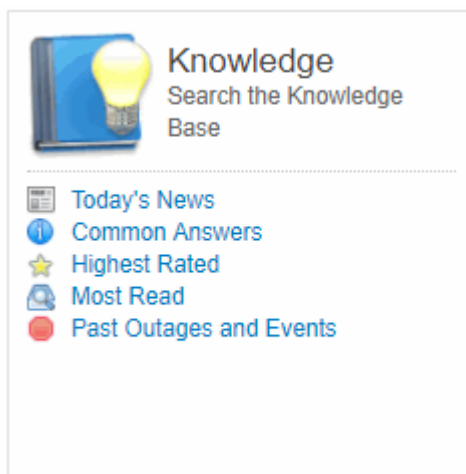 Knowledge
Search the Knowledge
Base
Today's News
Common Answers
Highest Rated
Most Read
Past Outages and Events